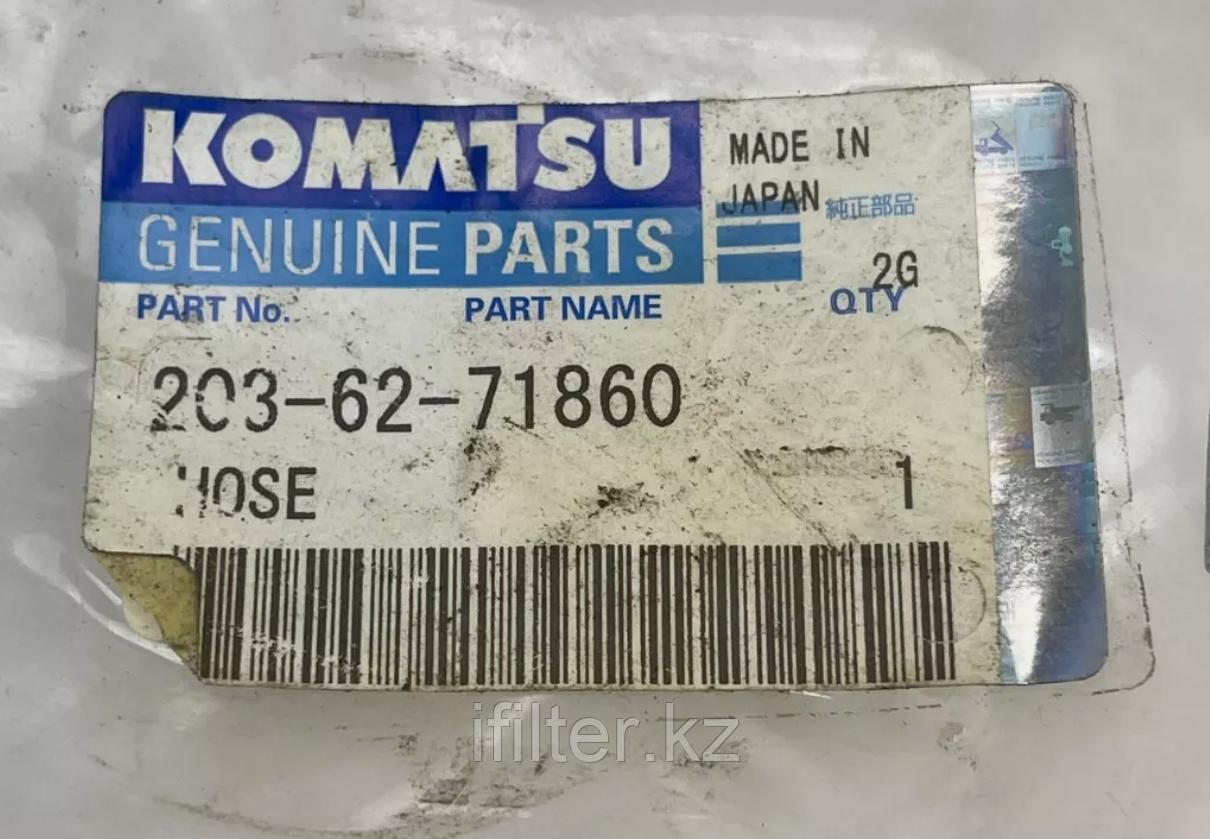 KOMATSU
GENUINE PARTS
MADE IN
JAPAN
純正部品
2G
PART No.
PART NAME
QTY
203-62-71860
HOSE
1
ifilter.kz